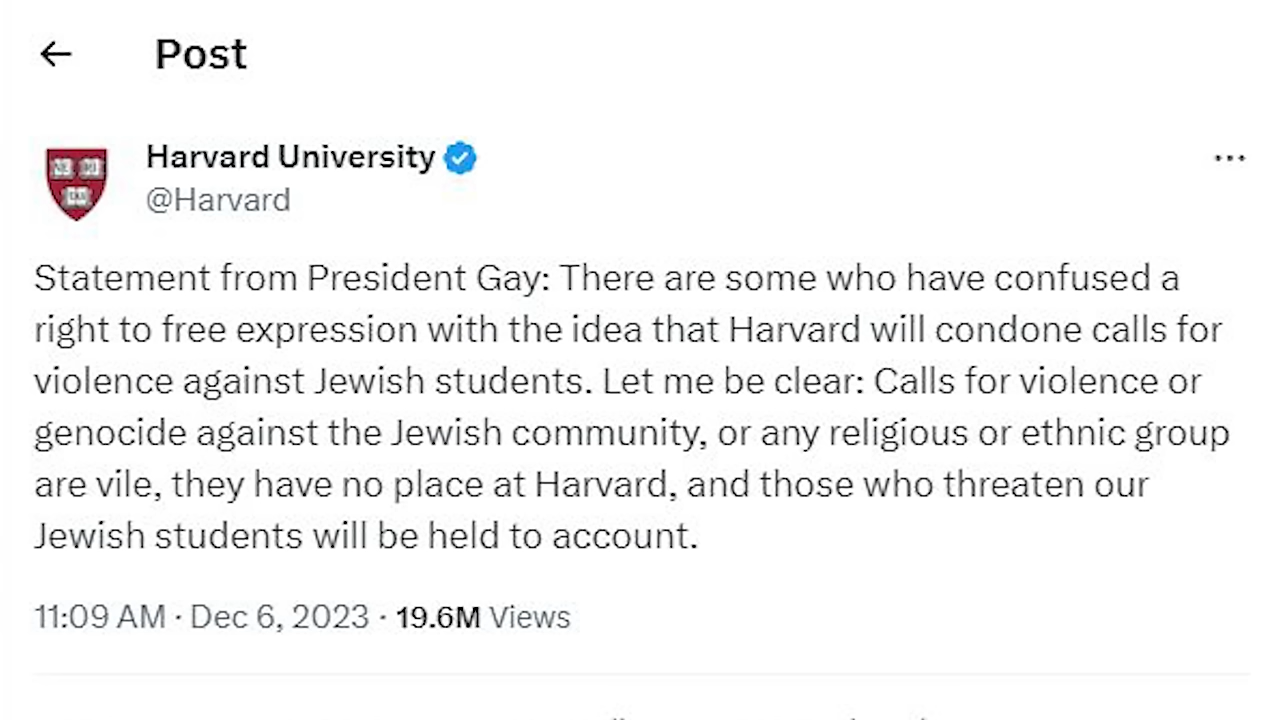 ← Post
Harvard University
@Harvard
...
Statement from President Gay: There are some who have confused a
right to free expression with the idea that Harvard will condone calls for
violence against Jewish students. Let me be clear: Calls for violence or
genocide against the Jewish community, or any religious or ethnic group
are vile, they have no place at Harvard, and those who threaten our
Jewish students will be held to account.
11:09 AM · Dec 6, 2023 · 19.6M Views